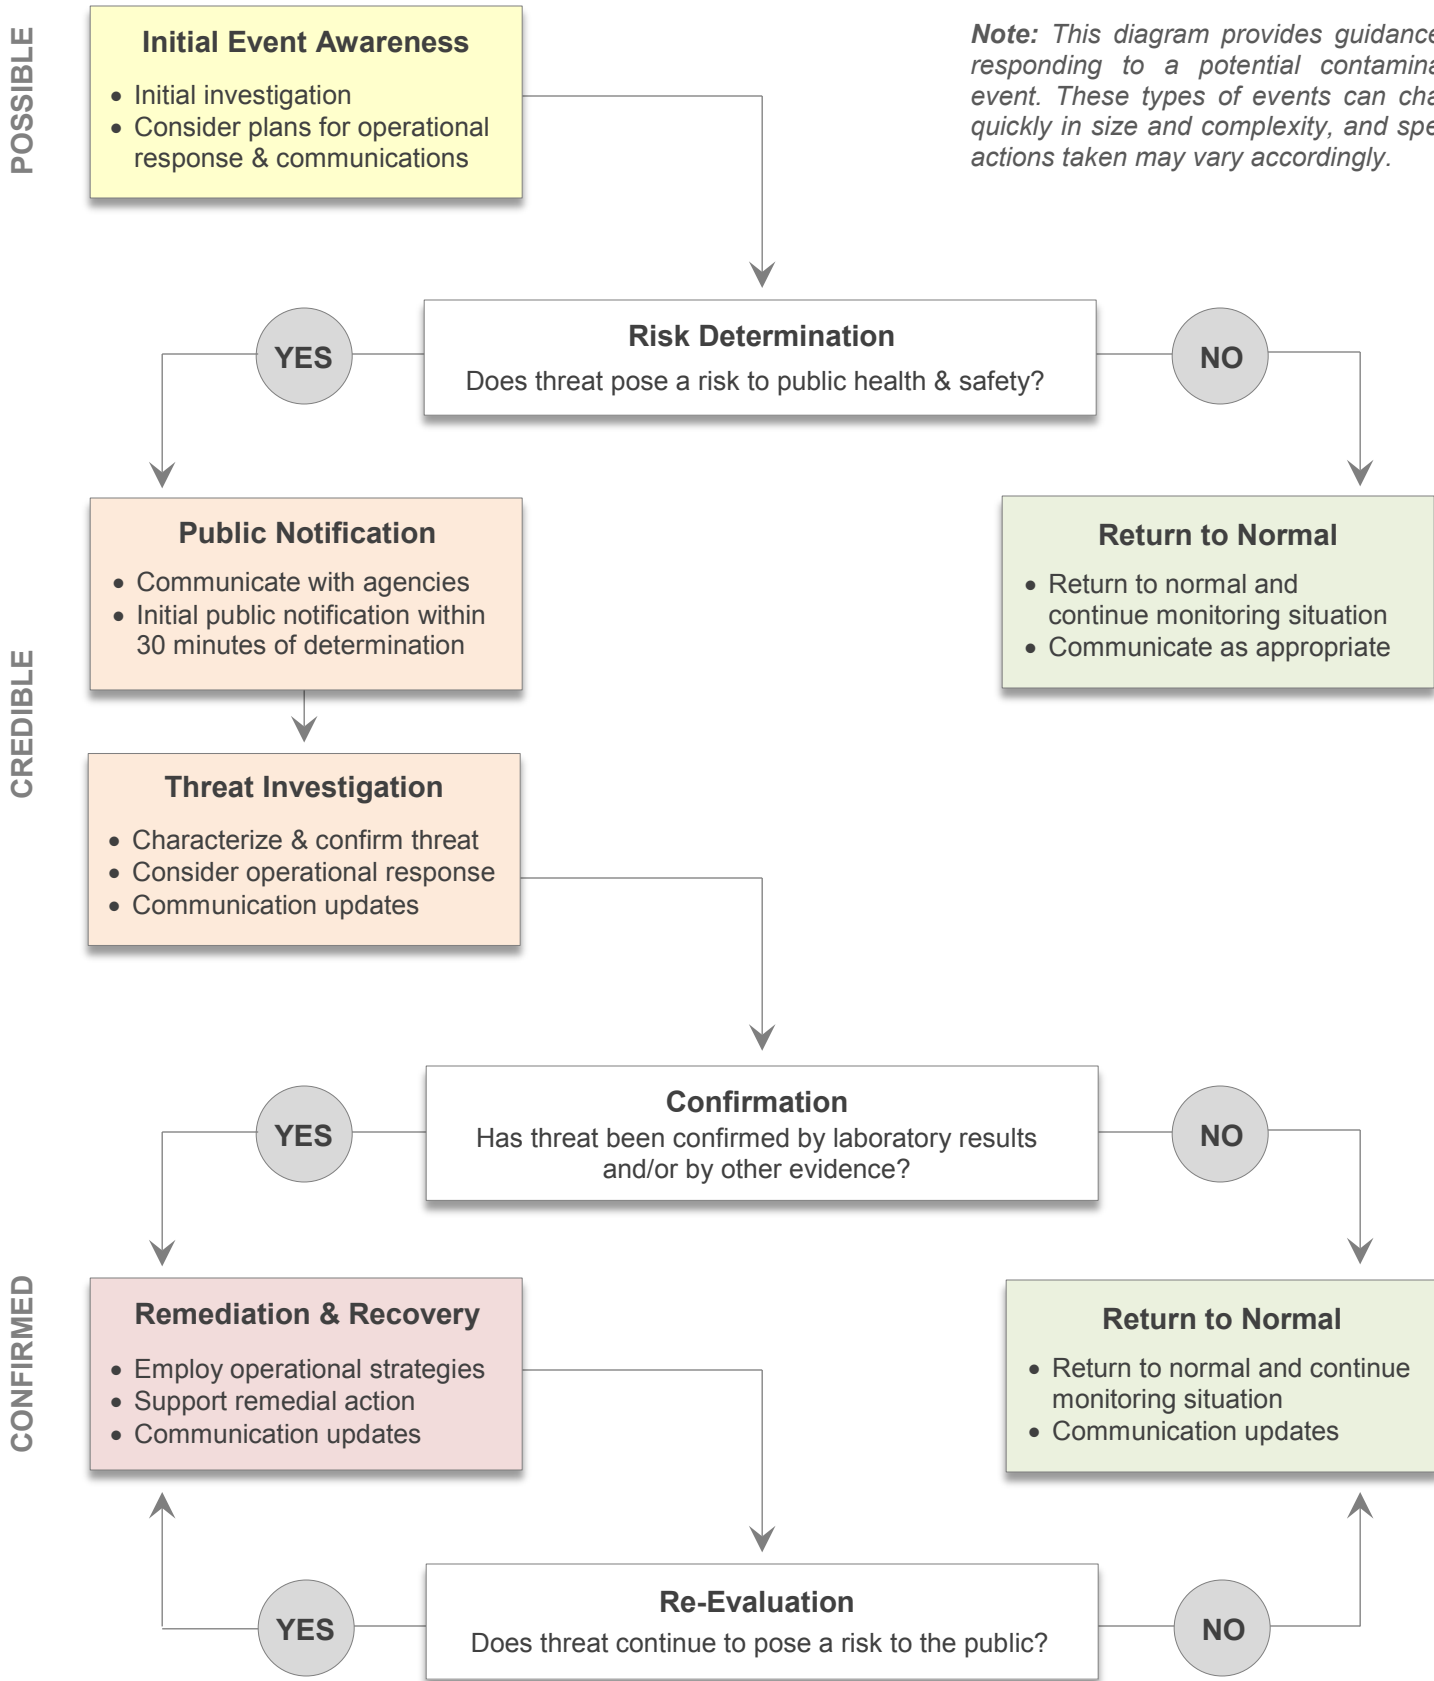 POSSIBLE
Initial Event Awareness
• Initial investigation
• Consider plans for operational
response & communications
Note: This diagram provides guidance
responding to a potential
event. These types of events can
quickly in size and complexity, and
actions taken may vary accordingly.
YES
Risk Determination
Does threat pose a risk to public health & safety?
NO
CREDIBLE
Public Notification
• Communicate with agencies
• Initial public notification within
30 minutes of determination
Return to Normal
• Return to normal and
continue monitoring situation
• Communicate as appropriate
Threat Investigation
• Characterize & confirm threat
• Consider operational response
• Communication updates
YES
Confirmation
Has threat been confirmed by laboratory results
and/or by other evidence?
NO
CONFIRMED
Remediation & Recovery
• Employ operational strategies
• Support remedial action
• Communication updates
Return to Normal
• Return to normal and continue
monitoring situation
• Communication updates
YES
Re-Evaluation
Does threat continue to pose a risk to the public?
NO